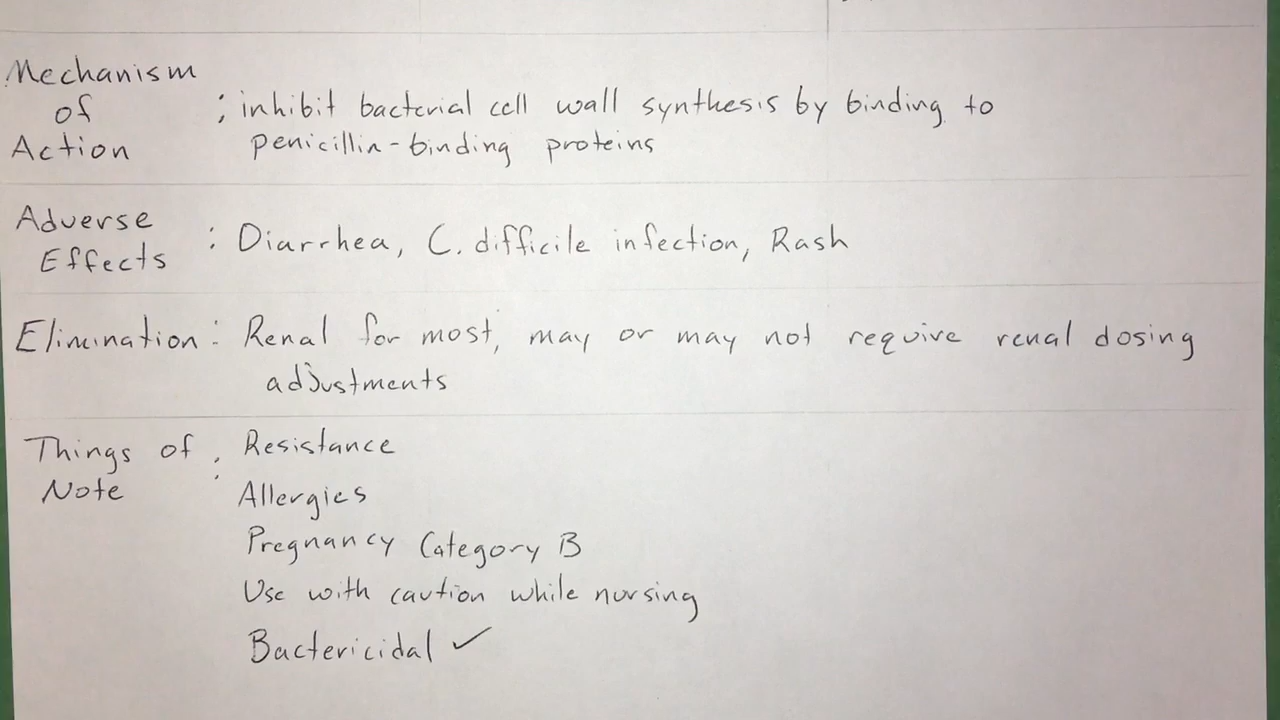 Mechanism
of
Action
: inhibit bacterial cell wall synthesis by binding to
penicillin-binding proteins
Adverse
Effects
: Diarrhea, C. difficile infection, Rash
Elimination: Renal for most, may or may not require renal dosing
adjustments
Things of : Resistance
Note
Allergies
Pregnancy Category B
Use with caution while nursing
Bactericidal ✓